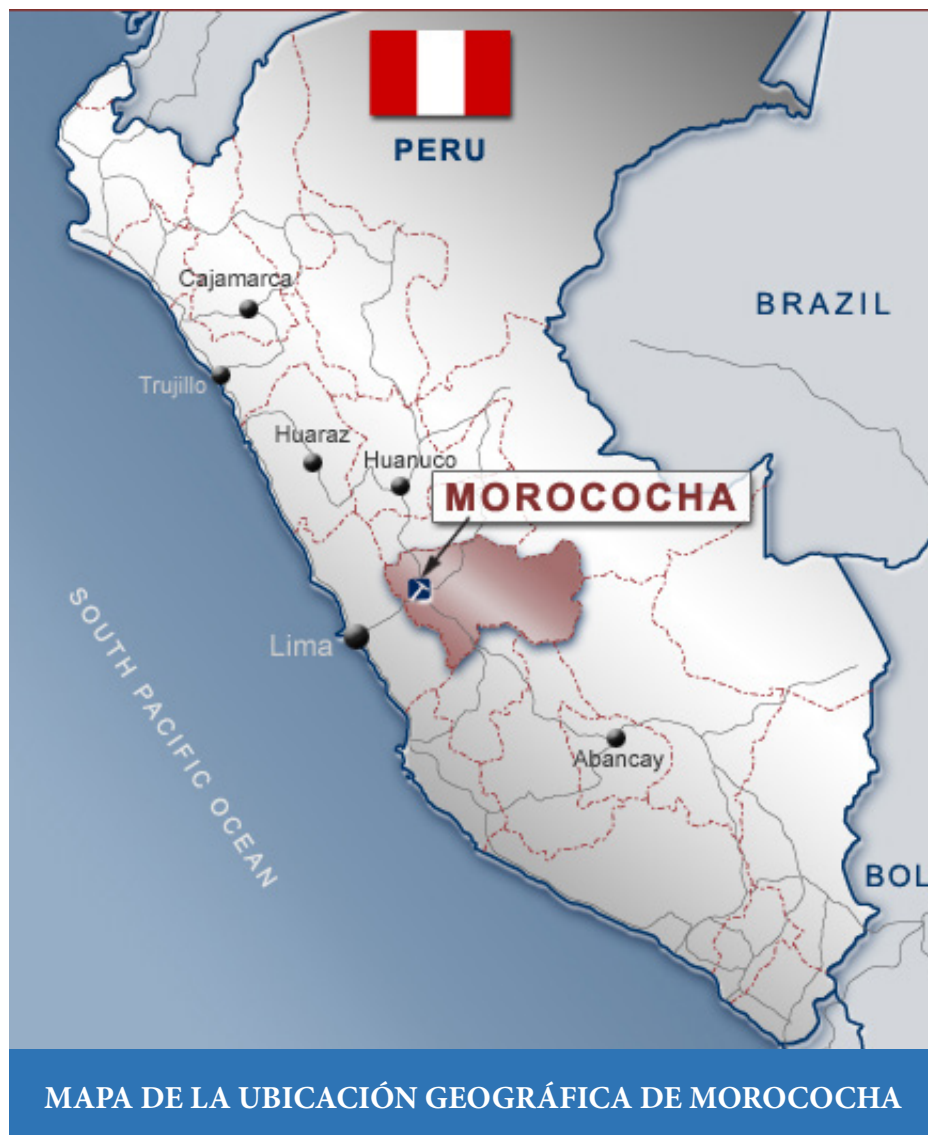 PERU
Cajamarca
BRAZIL
Trujillo
Huaraz
Huanuco
MOROCOCHA
SOUTH PACIFIC OCEAN
Lima
Abancay
BOL
MAPA DE LA UBICACIÓN GEOGRÁFICA DE MOROCOCHA